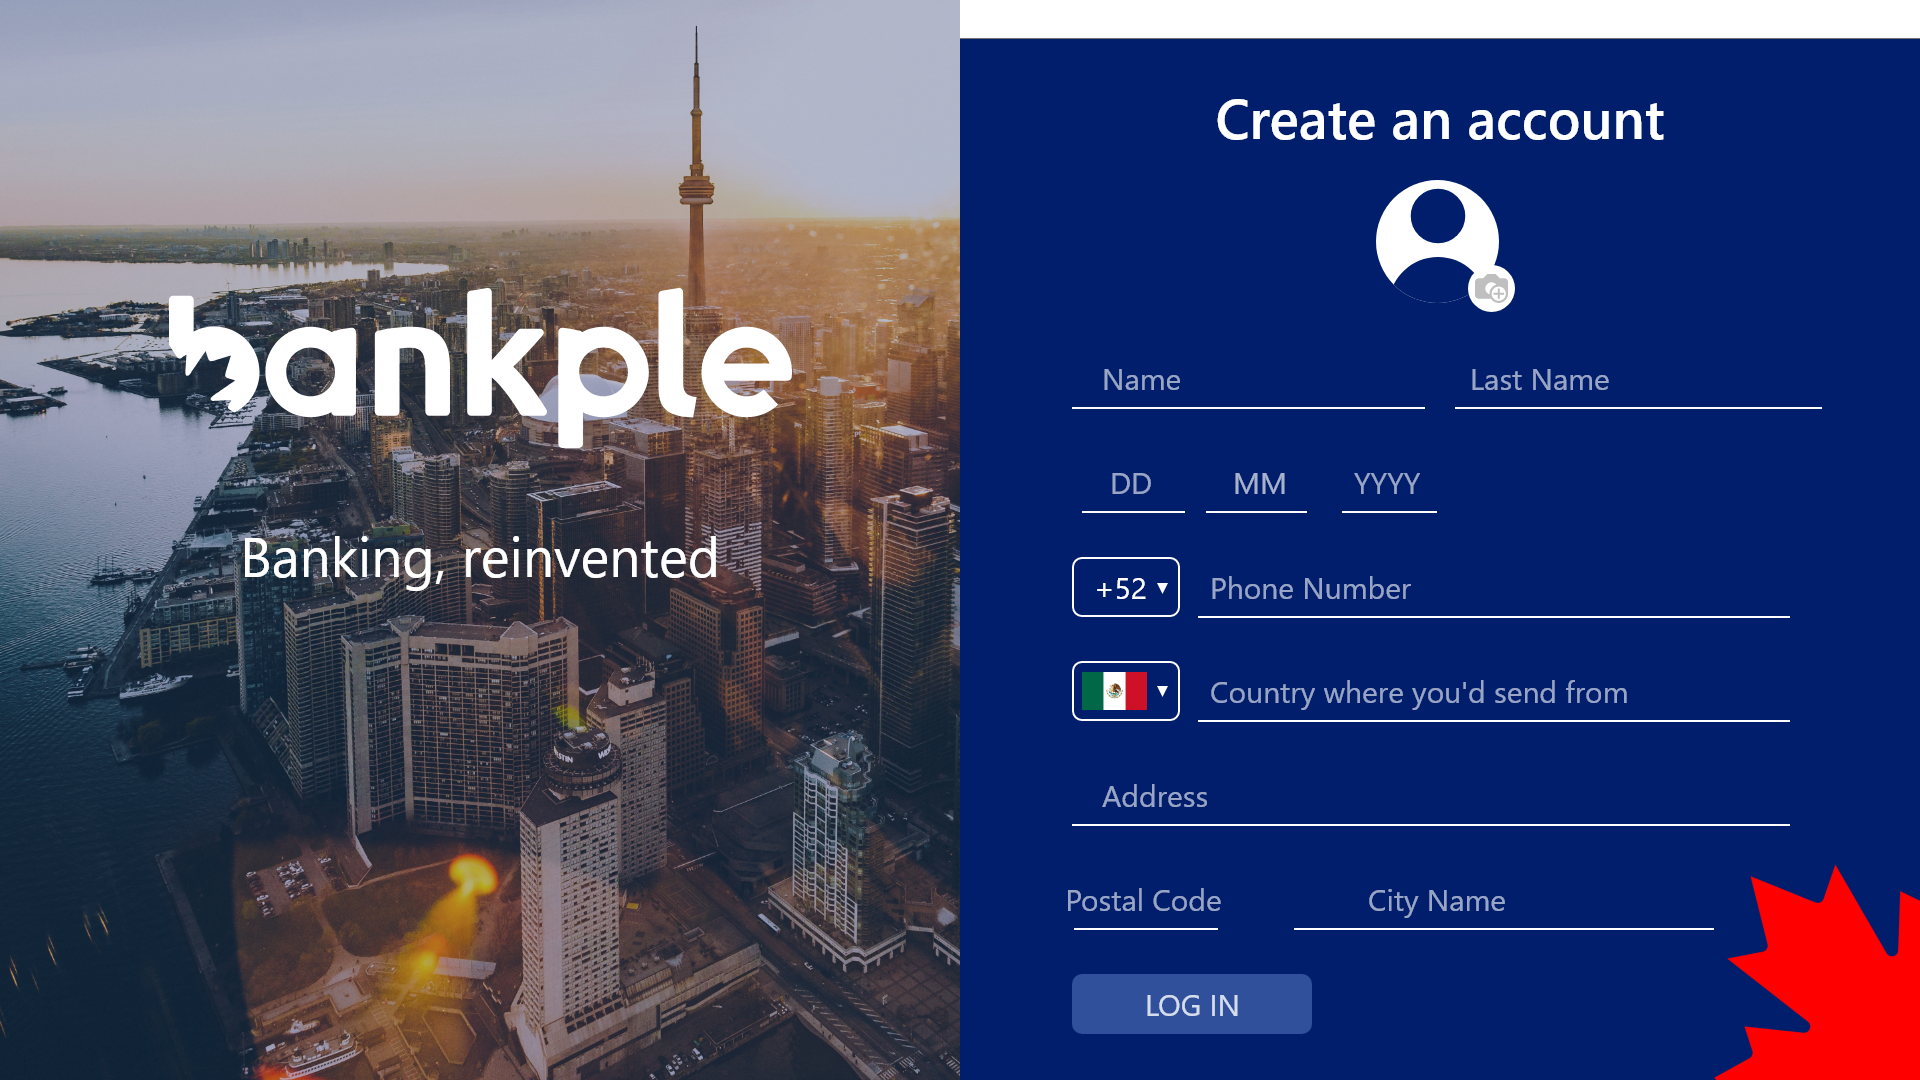 bankple
Banking, reinvented
Create an account
Name
Last Name
DD
MM
YYYY
+52
Phone Number
Country where you'd send from
Address
Postal Code
City Name
LOG IN